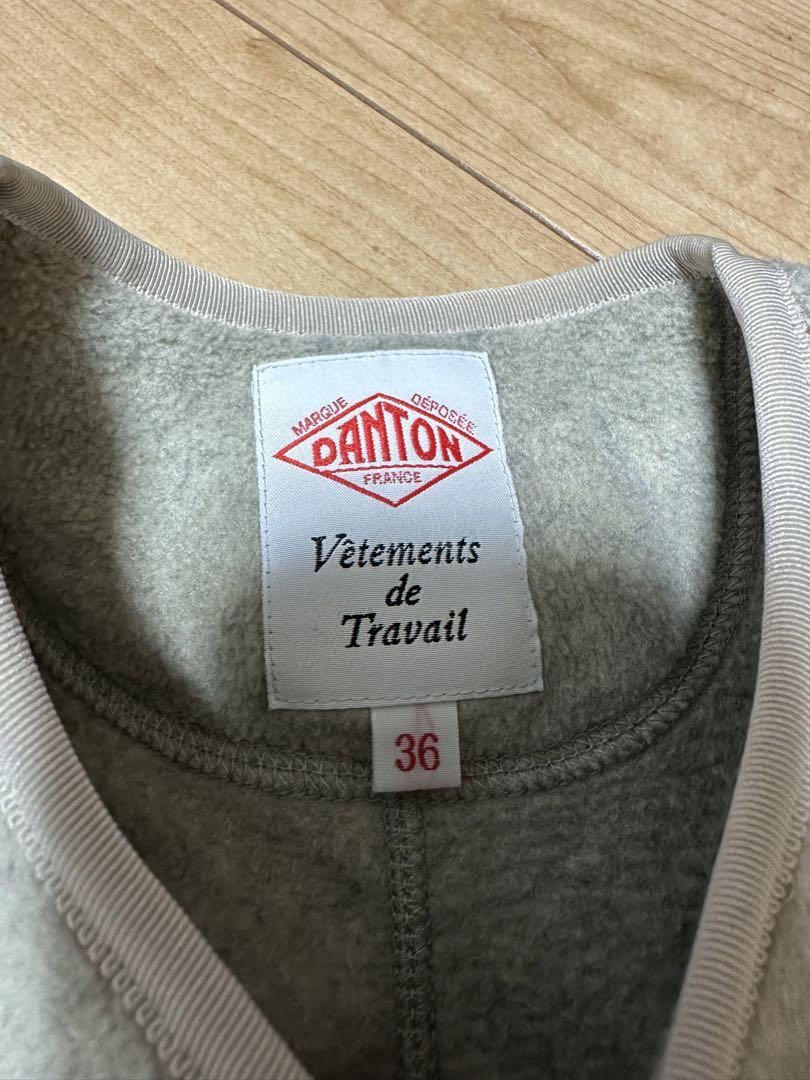 MARQUE DÉPOSÉE
DANTON
FRANCE
Vêtements
de
Travail
36